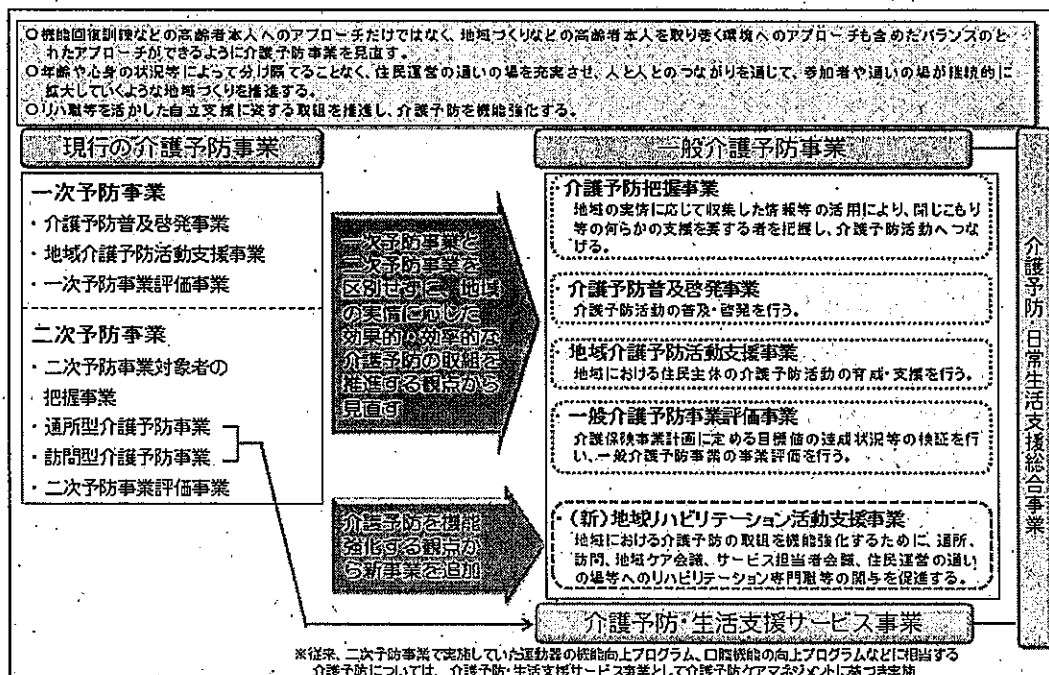 ○機能回復訓練などの高齢者本人へのアプローチだけではなく、地域づくりなどの高齢者本人を取り巻く環境へのアプローチも含めたバランスのと
れたアプローチができるように介護予防事業を見直す。
○年齢や心身の状況等によって分け隔てることなく、住民運営の通いの場を充実させ、人と人とのつながりを通じて、参加者や通いの場が継続的に
拡大していくような地域づくりを推進する。
○リハ職等を活かした自立支援に資する取組を推進し、介護予防を機能強化する。
現行の介護予防事業
一次予防事業
・介護予防普及啓発事業
・地域介護予防活動支援事業
・一次予防事業評価事業
二次予防事業
・二次予防事業対象者の
把握事業
・通所型介護予防事業
・訪問型介護予防事業
・二次予防事業評価事業
一次予防事業と
二次予防事業を
区別せずに、地域
の実情に応じた
効果的・効率的な
介護予防の取組を
推進する観点から
見直す
介護予防を機能
強化する観点か
ら新事業を追加
一般介護予防事業
・介護予防把握事業
地域の実情に応じて収集した情報等の活用により、閉じこもり
等の何らかの支援を要する者を把握し、介護予防活動へつな
げる。
・介護予防普及啓発事業
介護予防活動の普及・啓発を行う。
・地域介護予防活動支援事業
地域における住民主体の介護予防活動の育成・支援を行う。
・一般介護予防事業評価事業
介護保険事業計画に定める目標値の達成状況等の検証を行
い、一般介護予防事業の事業評価を行う。
・(新)地域リハビリテーション活動支援事業
地域における介護予防の取組を機能強化するために、通所、
訪問、地域ケア会議、サービス担当者会議、住民運営の通い
の場等へのリハビリテーション専門職等の関与を促進する。
介護予防・生活支援サービス事業
介護予防・日常生活支援総合事業
※従来、二次予防事業で実施していた運動器の機能向上プログラム、口腔機能の向上プログラムなどに相当する
介護予防については、介護予防・生活支援サービス事業として介護予防ケアマネジメントに基づき実施